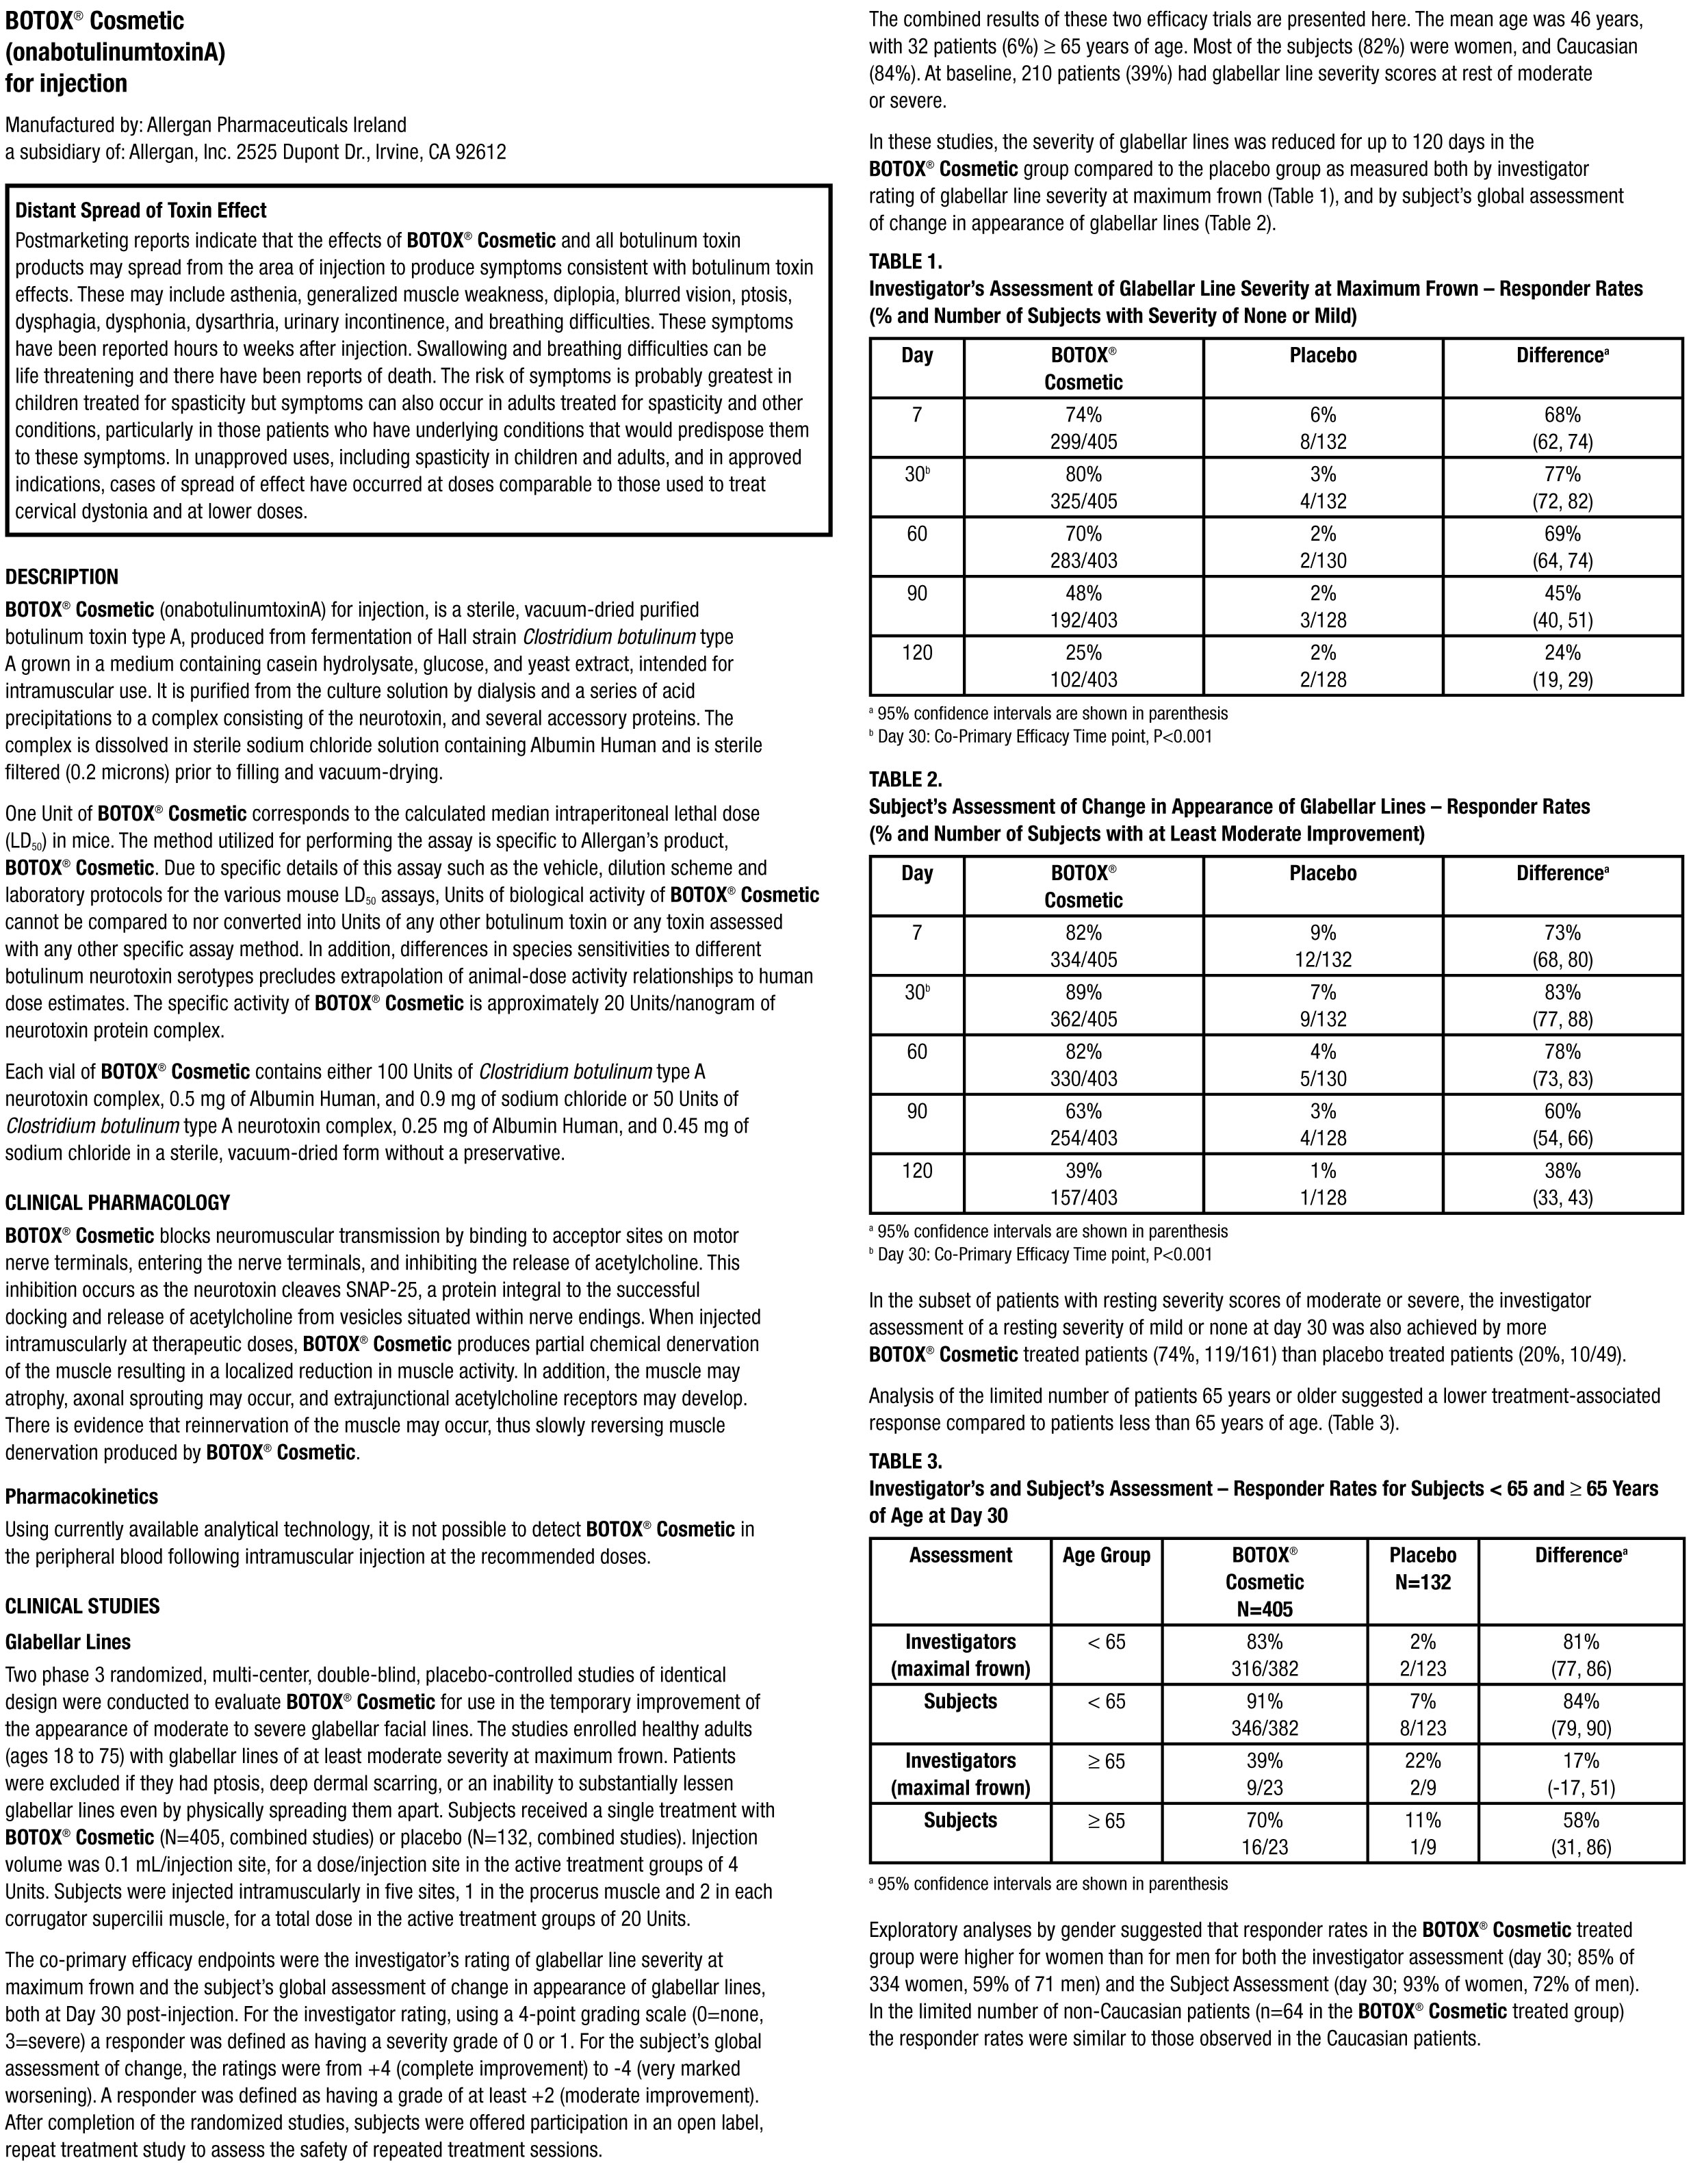 BOTOX® Cosmetic
(onabotulinumtoxinA)
for injection
Manufactured by: Allergan Pharmaceuticals Ireland
a subsidiary of: Allergan, Inc. 2525 Dupont Dr., Irvine, CA 92612
Distant Spread of Toxin Effect
Postmarketing reports indicate that the effects of BOTOX® Cosmetic and all botulinum toxin
products may spread from the area of injection to produce symptoms consistent with botulinum toxin
effects. These may include asthenia, generalized muscle weakness, diplopia, blurred vision, ptosis,
dysphagia, dysphonia, dysarthria, urinary incontinence, and breathing difficulties. These symptoms
have been reported hours to weeks after injection. Swallowing and breathing difficulties can be
life threatening and there have been reports of death. The risk of symptoms is probably greatest in
children treated for spasticity but symptoms can also occur in adults treated for spasticity and other
conditions, particularly in those patients who have underlying conditions that would predispose them
to these symptoms. In unapproved uses, including spasticity in children and adults, and in approved
indications, cases of spread of effect have occurred at doses comparable to those used to treat
cervical dystonia and at lower doses.
DESCRIPTION
BOTOX® Cosmetic (onabotulinumtoxinA) for injection, is a sterile, vacuum-dried purified
botulinum toxin type A, produced from fermentation of Hall strain Clostridium botulinum type
A grown in a medium containing casein hydrolysate, glucose, and yeast extract, intended for
intramuscular use. It is purified from the culture solution by dialysis and a series of acid
precipitations to a complex consisting of the neurotoxin, and several accessory proteins. The
complex is dissolved in sterile sodium chloride solution containing Albumin Human and is sterile
filtered (0.2 microns) prior to filling and vacuum-drying.
One Unit of BOTOX® Cosmetic corresponds to the calculated median intraperitoneal lethal dose
(LD50) in mice. The method utilized for performing the assay is specific to Allergan's product,
BOTOX® Cosmetic. Due to specific details of this assay such as the vehicle, dilution scheme and
laboratory protocols for the various mouse LD50 assays, Units of biological activity of BOTOX® Cosmetic
cannot be compared to nor converted into Units of any other botulinum toxin or any toxin assessed
with any other specific assay method. In addition, differences in species sensitivities to different
botulinum neurotoxin serotypes precludes extrapolation of animal-dose activity relationships to human
dose estimates. The specific activity of BOTOX® Cosmetic is approximately 20 Units/nanogram of
neurotoxin protein complex.
Each vial of BOTOX® Cosmetic contains either 100 Units of Clostridium botulinum type A
neurotoxin complex, 0.5 mg of Albumin Human, and 0.9 mg of sodium chloride or 50 Units of
Clostridium botulinum type A neurotoxin complex, 0.25 mg of Albumin Human, and 0.45 mg of
sodium chloride in a sterile, vacuum-dried form without a preservative.
CLINICAL PHARMACOLOGY
BOTOX® Cosmetic blocks neuromuscular transmission by binding to acceptor sites on motor
nerve terminals, entering the nerve terminals, and inhibiting the release of acetylcholine. This
inhibition occurs as the neurotoxin cleaves SNAP-25, a protein integral to the successful
docking and release of acetylcholine from vesicles situated within nerve endings. When injected
intramuscularly at therapeutic doses, BOTOX® Cosmetic produces partial chemical denervation
of the muscle resulting in a localized reduction in muscle activity. In addition, the muscle may
atrophy, axonal sprouting may occur, and extrajunctional acetylcholine receptors may develop.
There is evidence that reinnervation of the muscle may occur, thus slowly reversing muscle
denervation produced by BOTOX® Cosmetic.
Pharmacokinetics
Using currently available analytical technology, it is not possible to detect BOTOX® Cosmetic in
the peripheral blood following intramuscular injection at the recommended doses.
CLINICAL STUDIES
Glabellar Lines
Two phase 3 randomized, multi-center, double-blind, placebo-controlled studies of identical
design were conducted to evaluate BOTOX® Cosmetic for use in the temporary improvement of
the appearance of moderate to severe glabellar facial lines. The studies enrolled healthy adults
(ages 18 to 75) with glabellar lines of at least moderate severity at maximum frown. Patients
were excluded if they had ptosis, deep dermal scarring, or an inability to substantially lessen
glabellar lines even by physically spreading them apart. Subjects received a single treatment with
BOTOX® Cosmetic (N=405, combined studies) or placebo (N=132, combined studies). Injection
volume was 0.1 mL/injection site, for a dose/injection site in the active treatment groups of 4
Units. Subjects were injected intramuscularly in five sites, 1 in the procerus muscle and 2 in each
corrugator supercilii muscle, for a total dose in the active treatment groups of 20 Units.
The co-primary efficacy endpoints were the investigator's rating of glabellar line severity at
maximum frown and the subject's global assessment of change in appearance of glabellar lines,
both at Day 30 post-injection. For the investigator rating, using a 4-point grading scale (0=none,
3=severe) a responder was defined as having a severity grade of 0 or 1. For the subject's global
assessment of change, the ratings were from +4 (complete improvement) to -4 (very marked
worsening). A responder was defined as having a grade of at least +2 (moderate improvement).
After completion of the randomized studies, subjects were offered participation in an open label,
repeat treatment study to assess the safety of repeated treatment sessions.
The combined results of these two efficacy trials are presented here. The mean age was 46 years,
with 32 patients (6%) ≥ 65 years of age. Most of the subjects (82%) were women, and Caucasian
(84%). At baseline, 210 patients (39%) had glabellar line severity scores at rest of moderate
or severe.
In these studies, the severity of glabellar lines was reduced for up to 120 days in the
BOTOX® Cosmetic group compared to the placebo group as measured both by investigator
rating of glabellar line severity at maximum frown (Table 1), and by subject's global assessment
of change in appearance of glabellar lines (Table 2).
TABLE 1.
Investigator's Assessment of Glabellar Line Severity at Maximum Frown – Responder Rates
(% and Number of Subjects with Severity of None or Mild)
Day BOTOX® Placebo Differenceᵃ
Cosmetic
7 74% 6% 68%
299/405 8/132 (62, 74)
30ᵇ 80% 3% 77%
325/405 4/132 (72, 82)
60 70% 2% 69%
283/403 2/130 (64, 74)
90 48% 2% 45%
192/403 3/128 (40, 51)
120 25% 2% 24%
102/403 2/128 (19, 29)
ᵃ 95% confidence intervals are shown in parenthesis
ᵇ Day 30: Co-Primary Efficacy Time point, P<0.001
TABLE 2.
Subject's Assessment of Change in Appearance of Glabellar Lines – Responder Rates
(% and Number of Subjects with at Least Moderate Improvement)
Day BOTOX® Placebo Differenceᵃ
Cosmetic
7 82% 9% 73%
334/405 12/132 (68, 80)
30ᵇ 89% 7% 83%
362/405 9/132 (77, 88)
60 82% 4% 78%
330/403 5/130 (73, 83)
90 63% 3% 60%
254/403 4/128 (54, 66)
120 39% 1% 38%
157/403 1/128 (33, 43)
ᵃ 95% confidence intervals are shown in parenthesis
ᵇ Day 30: Co-Primary Efficacy Time point, P<0.001
In the subset of patients with resting severity scores of moderate or severe, the investigator
assessment of a resting severity of mild or none at day 30 was also achieved by more
BOTOX® Cosmetic treated patients (74%, 119/161) than placebo treated patients (20%, 10/49).
Analysis of the limited number of patients 65 years or older suggested a lower treatment-associated
response compared to patients less than 65 years of age. (Table 3).
TABLE 3.
Investigator's and Subject's Assessment – Responder Rates for Subjects < 65 and ≥ 65 Years
of Age at Day 30
Assessment Age Group BOTOX® Placebo Differenceᵃ
Cosmetic N=132
N=405
Investigators < 65 83% 2% 81%
(maximal frown) 316/382 2/123 (77, 86)
Subjects < 65 91% 7% 84%
346/382 8/123 (79, 90)
Investigators ≥ 65 39% 22% 17%
(maximal frown) 9/23 2/9 (-17, 51)
Subjects ≥ 65 70% 11% 58%
16/23 1/9 (31, 86)
ᵃ 95% confidence intervals are shown in parenthesis
Exploratory analyses by gender suggested that responder rates in the BOTOX® Cosmetic treated
group were higher for women than for men for both the investigator assessment (day 30; 85% of
334 women, 59% of 71 men) and the Subject Assessment (day 30; 93% of women, 72% of men).
In the limited number of non-Caucasian patients (n=64 in the BOTOX® Cosmetic treated group)
the responder rates were similar to those observed in the Caucasian patients.